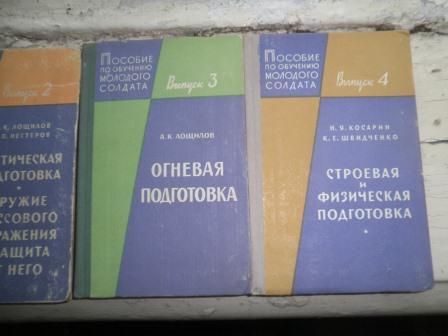 Выпуск 2
К. ЛОЩИЛОВ
П. НЕСТЕРОВ
ТИЧЕСКАЯ
ДГОТОВКА
РУЖИЕ
ССОВОГО
РАЖЕНИЯ
ЗАЩИТА
Т НЕГО
ПОСОБИЕ
ПО ОБУЧЕНИЮ
МОЛОДОГО
СОЛДАТА
Выпуск 3
А. К. ЛОЩИЛОВ
ОГНЕВАЯ
ПОДГОТОВКА
ПОСОБИЕ
ПО ОБУЧЕНИЮ
МОЛОДОГО
СОЛДАТА
Выпуск 4
И. Я. КОСАРИН
К. Е. ШВИДЧЕНКО
СТРОЕВАЯ
И
ФИЗИЧЕСКАЯ
ПОДГОТОВКА